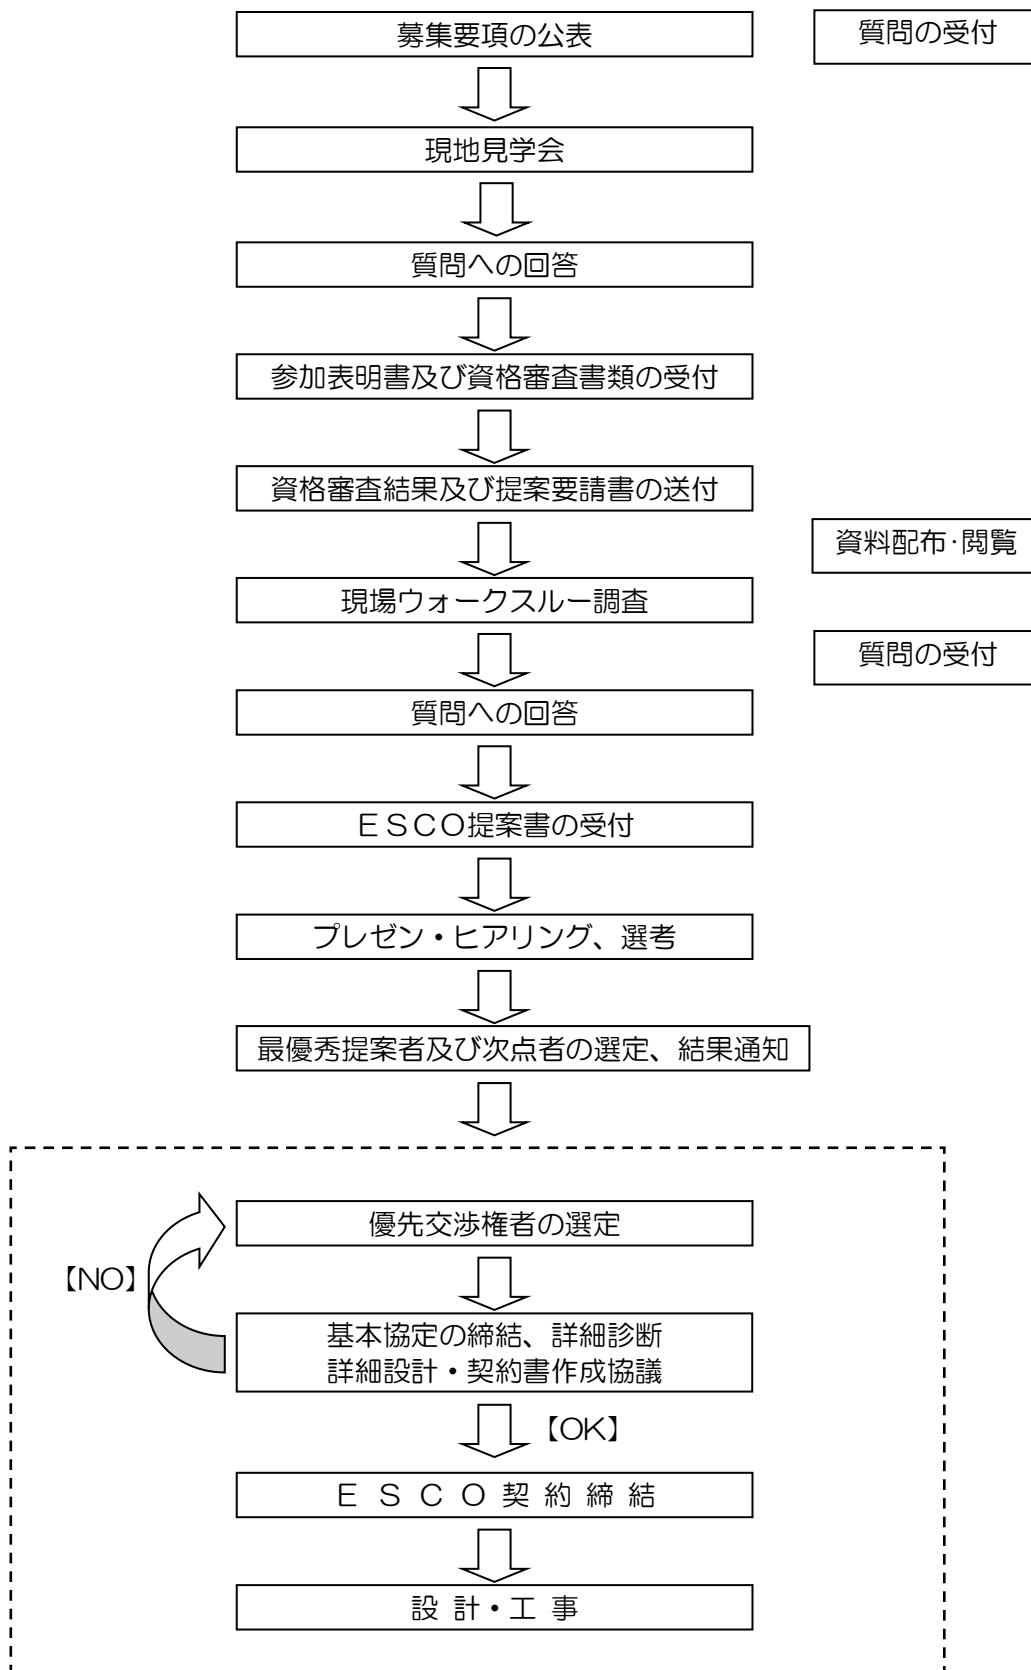 募集要項の公表
質問の受付
現地見学会
質問への回答
参加表明書及び資格審査書類の受付
資格審査結果及び提案要請書の送付
資料配布・閲覧
現場ウォークスルー調査
質問の受付
質問への回答
ESCO提案書の受付
プレゼン・ヒアリング、選考
最優秀提案者及び次点者の選定、結果通知
優先交渉権者の選定
【NO】
基本協定の締結、詳細診断
詳細設計・契約書作成協議
【OK】
ESCO契約締結
設計・工事